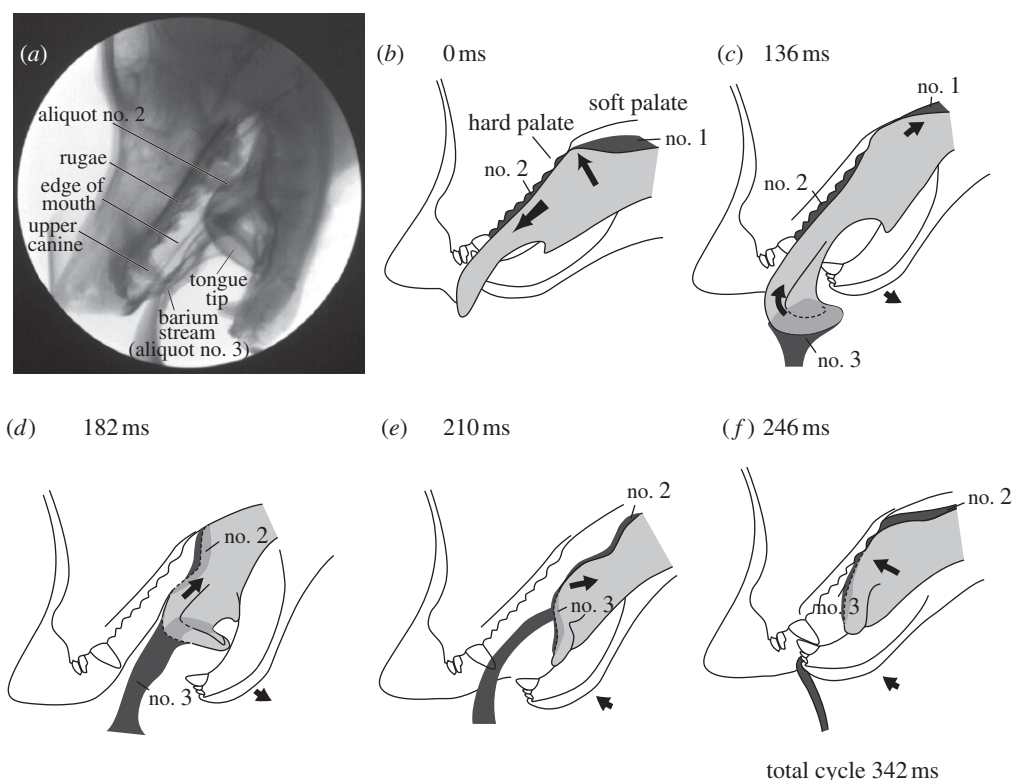 (a)
aliquot no. 2
rugae
edge of
mouth
upper
canine
tongue
tip
barium
stream
(aliquot no. 3)
(b) 0 ms
soft palate
hard palate
no. 1
no. 2
(c) 136 ms
no. 1
no. 2
no. 3
(d) 182 ms
no. 2
no. 3
(e) 210 ms
no. 2
no. 3
(f) 246 ms
no. 2
no. 3
total cycle 342 ms